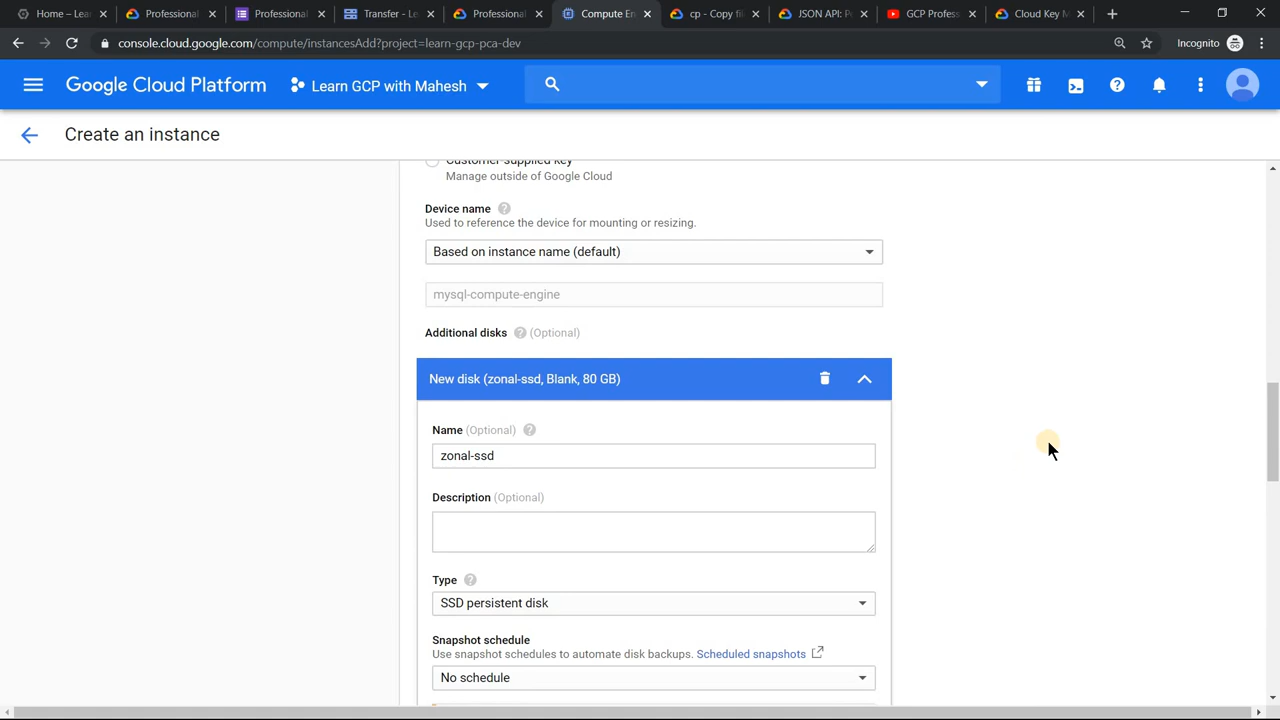 Home – Lear
Professional
Professional
Transfer - Le
Professional
Compute En
cp - Copy fil
JSON API: P
GCP Profess
Cloud Key M
console.cloud.google.com/compute/instancesAdd?project=learn-gcp-pca-dev
Incognito
Google Cloud Platform
Learn GCP with Mahesh
Create an instance
Customer-supplied key
Manage outside of Google Cloud
Device name
Used to reference the device for mounting or resizing.
Based on instance name (default)
mysql-compute-engine
Additional disks (Optional)
New disk (zonal-ssd, Blank, 80 GB)
Name (Optional)
zonal-ssd
Description (Optional)
Type
SSD persistent disk
Snapshot schedule
Use snapshot schedules to automate disk backups. Scheduled snapshots
No schedule